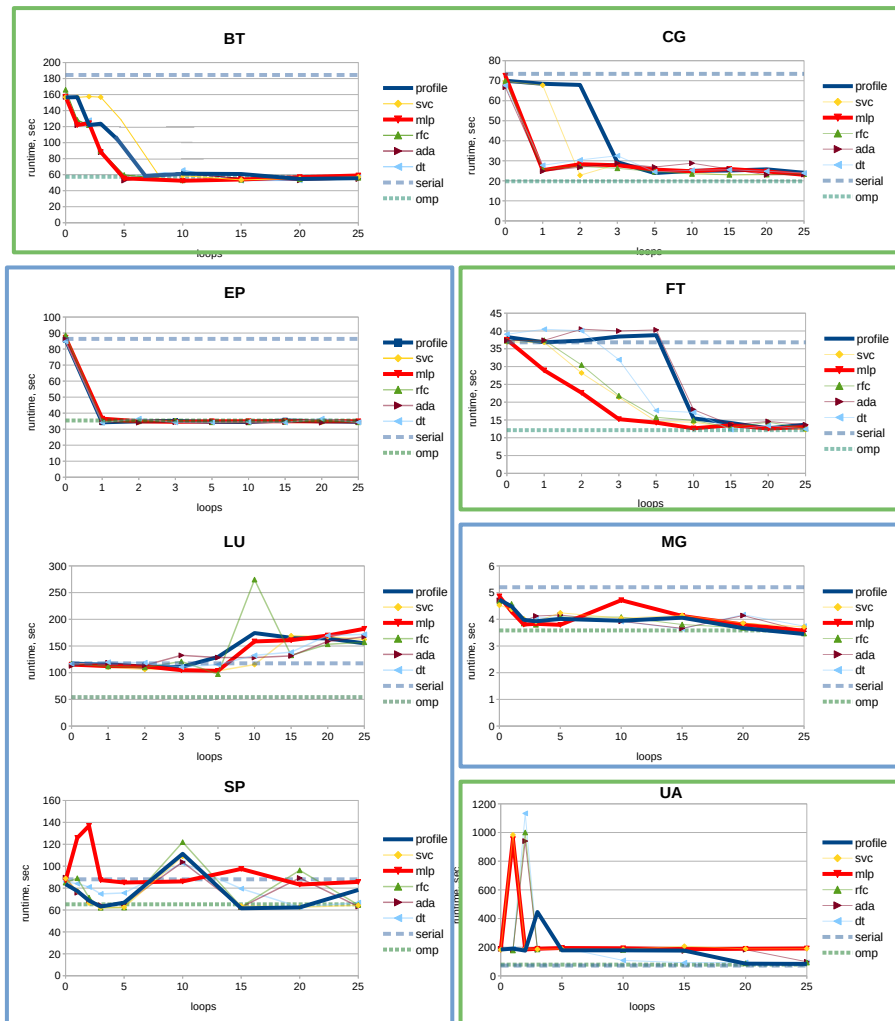 BT
runtime, sec
200
180
160
140
120
100
80
60
40
20
0
0 1 2 3 5 10 15 20 25
loops
profile
svc
mlp
rfc
ada
dt
serial
omp
CG
runtime, sec
80
70
60
50
40
30
20
10
0
0 1 2 3 5 10 15 20 25
loops
profile
svc
mlp
rfc
ada
dt
serial
omp
EP
runtime, sec
100
90
80
70
60
50
40
30
20
10
0
0 1 2 3 5 10 15 20 25
loops
profile
svc
mlp
rfc
ada
dt
serial
omp
FT
runtime, sec
45
40
35
30
25
20
15
10
5
0
0 1 2 3 5 10 15 20 25
loops
profile
svc
mlp
rfc
ada
dt
serial
omp
LU
runtime, sec
300
250
200
150
100
50
0
0 1 2 3 5 10 15 20 25
loops
profile
svc
mlp
rfc
ada
dt
serial
omp
MG
runtime, sec
6
5
4
3
2
1
0
0 5 10 15 20 25
loops
profile
svc
mlp
rfc
ada
dt
serial
omp
SP
runtime, sec
160
140
120
100
80
60
40
20
0
0 5 10 15 20 25
loops
profile
svc
mlp
rfc
ada
dt
serial
omp
UA
runtime, sec
1200
1000
800
600
400
200
0
0 5 10 15 20 25
loops
profile
svc
mlp
rfc
ada
dt
serial
omp